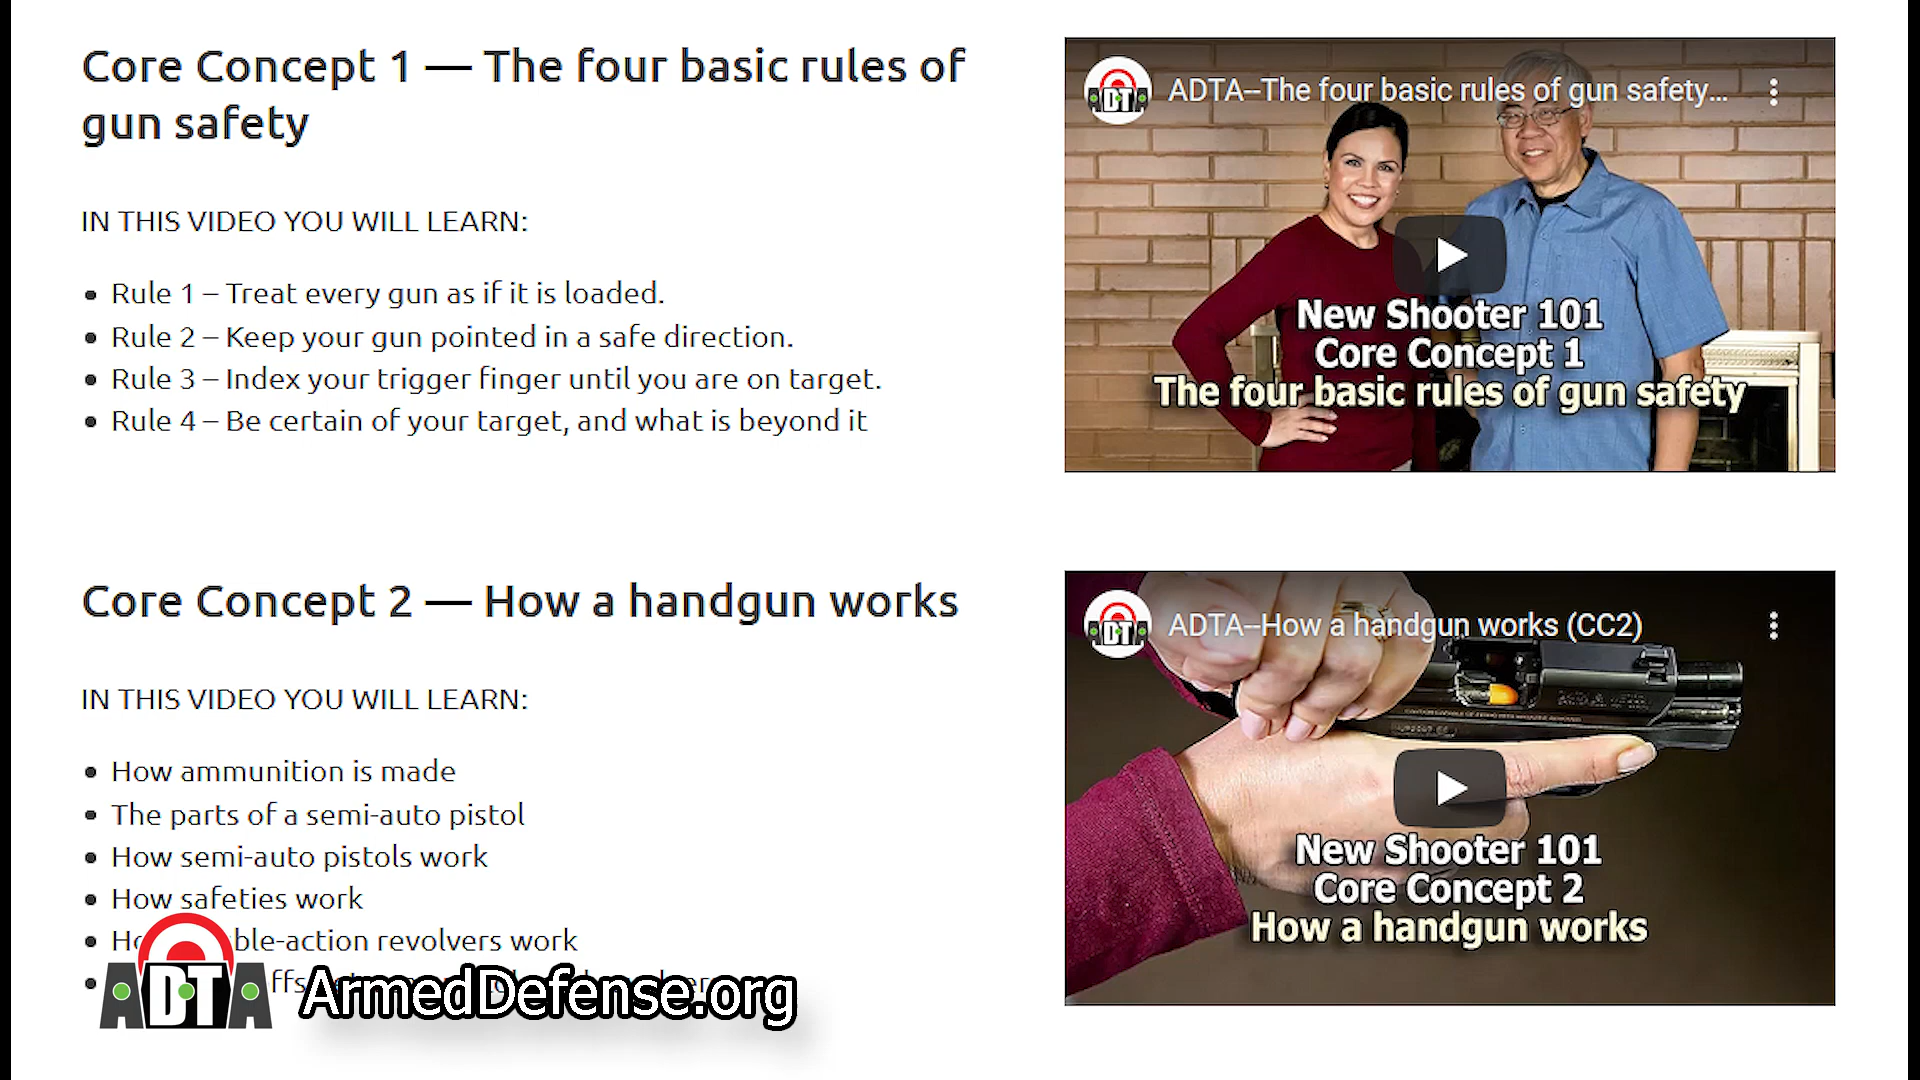 Core Concept 1 — The four basic rules of
gun safety
IN THIS VIDEO YOU WILL LEARN:
Rule 1 – Treat every gun as if it is loaded.
Rule 2 – Keep your gun pointed in a safe direction.
Rule 3 – Index your trigger finger until you are on target.
Rule 4 – Be certain of your target, and what is beyond it
ADTA
ADTA--The four basic rules of gun safety...
New Shooter 101
Core Concept 1
The four basic rules of gun safety
Core Concept 2 — How a handgun works
IN THIS VIDEO YOU WILL LEARN:
How ammunition is made
The parts of a semi-auto pistol
How semi-auto pistols work
How safeties work
revolvers work
ADTA
ArmedDefense.org
ADTA
ADTA--How a handgun works (CC2)
New Shooter 101
Core Concept 2
How a handgun works